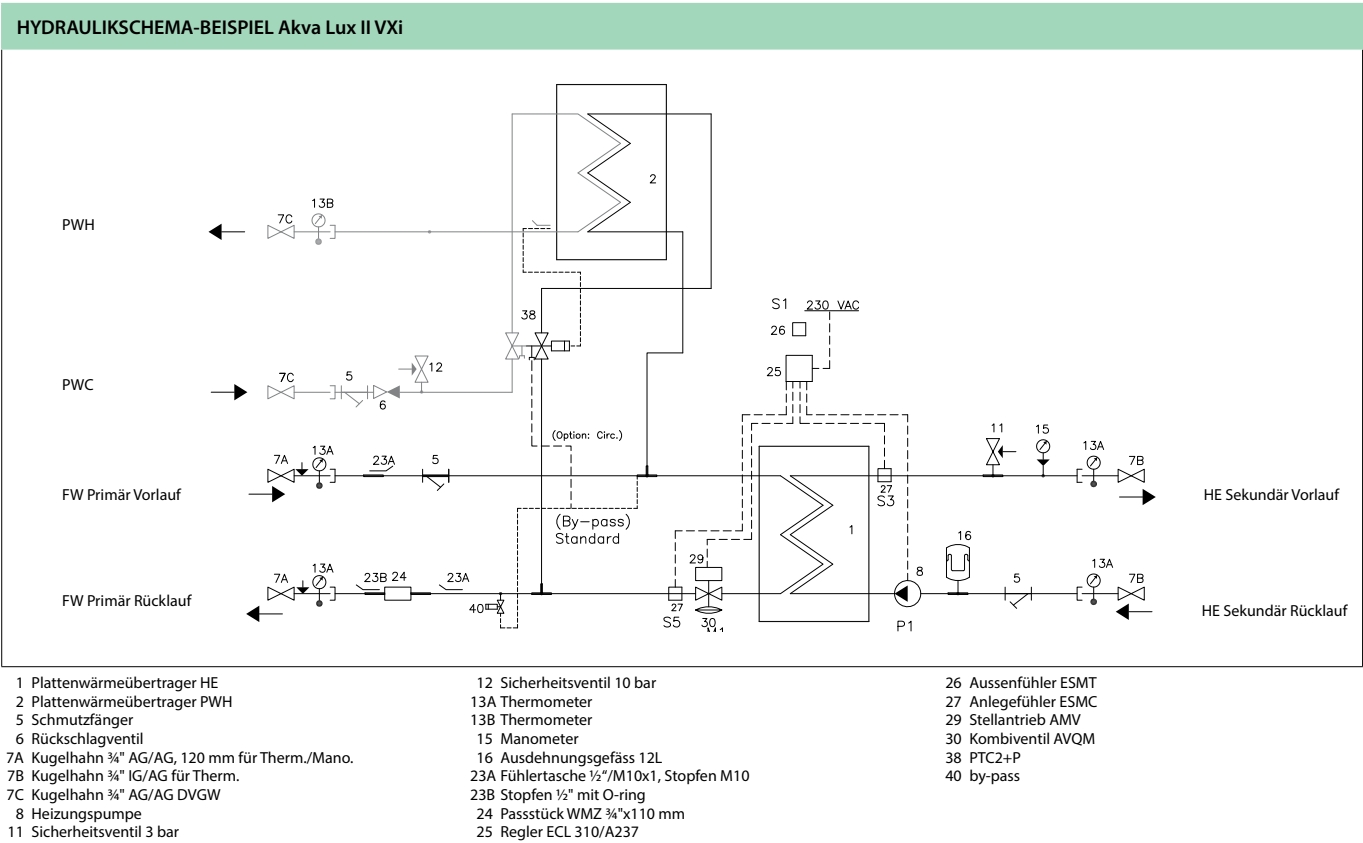 HYDRAULIKSCHEMA-BEISPIEL Akva Lux II VXi
2
PWH
7C
13B
38
S1
230 VAC
26
25
PWC
7C
5
6
12
(Option: Circ.)
11
15
13A
7B
7A
13A
23A
5
FW Primär Vorlauf
27
S3
HE Sekundär Vorlauf
(By-pass)
Standard
1
16
29
8
7A
13A
23B
24
23A
5
13A
7B
FW Primär Rücklauf
40
27
S5
30
P1
HE Sekundär Rücklauf
1 Plattenwärmeübertrager HE
2 Plattenwärmeübertrager PWH
5 Schmutzfänger
6 Rückschlagventil
7A Kugelhahn ¾" AG/AG, 120 mm für Therm./Mano.
7B Kugelhahn ¾" IG/AG für Therm.
7C Kugelhahn ¾" AG/AG DVGW
8 Heizungspumpe
11 Sicherheitsventil 3 bar
12 Sicherheitsventil 10 bar
13A Thermometer
13B Thermometer
15 Manometer
16 Ausdehnungsgefäss 12L
23A Fühlertasche ½“/M10x1, Stopfen M10
23B Stopfen ½" mit O-ring
24 Passstück WMZ ¾"x110 mm
25 Regler ECL 310/A237
26 Aussenfühler ESMT
27 Anlegefühler ESMC
29 Stellantrieb AMV
30 Kombiventil AVQM
38 PTC2+P
40 by-pass